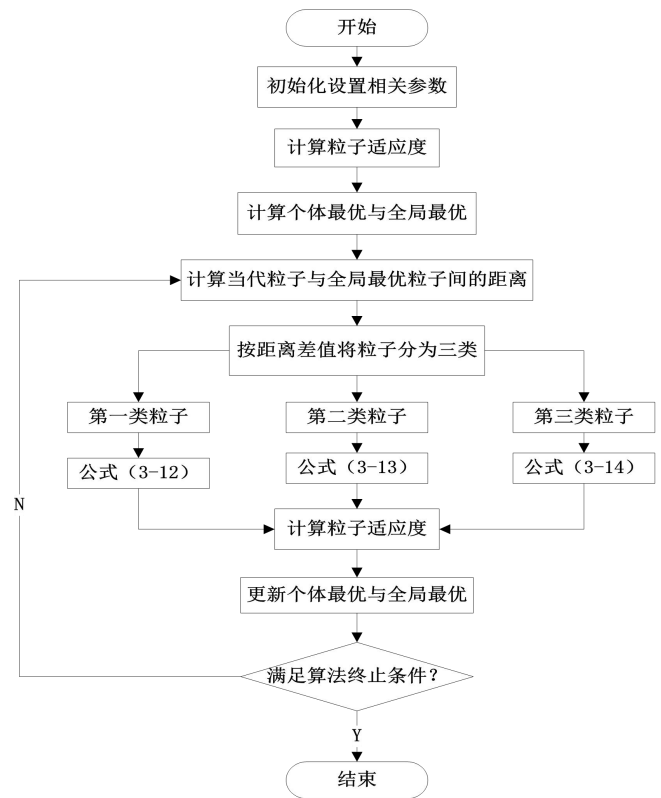 开始
初始化设置相关参数
计算粒子适应度
计算个体最优与全局最优
计算当代粒子与全局最优粒子间的距离
按距离差值将粒子分为三类
第一类粒子
第二类粒子
第三类粒子
公式（3-12）
公式（3-13）
公式（3-14）
N
计算粒子适应度
更新个体最优与全局最优
满足算法终止条件？
Y
结束